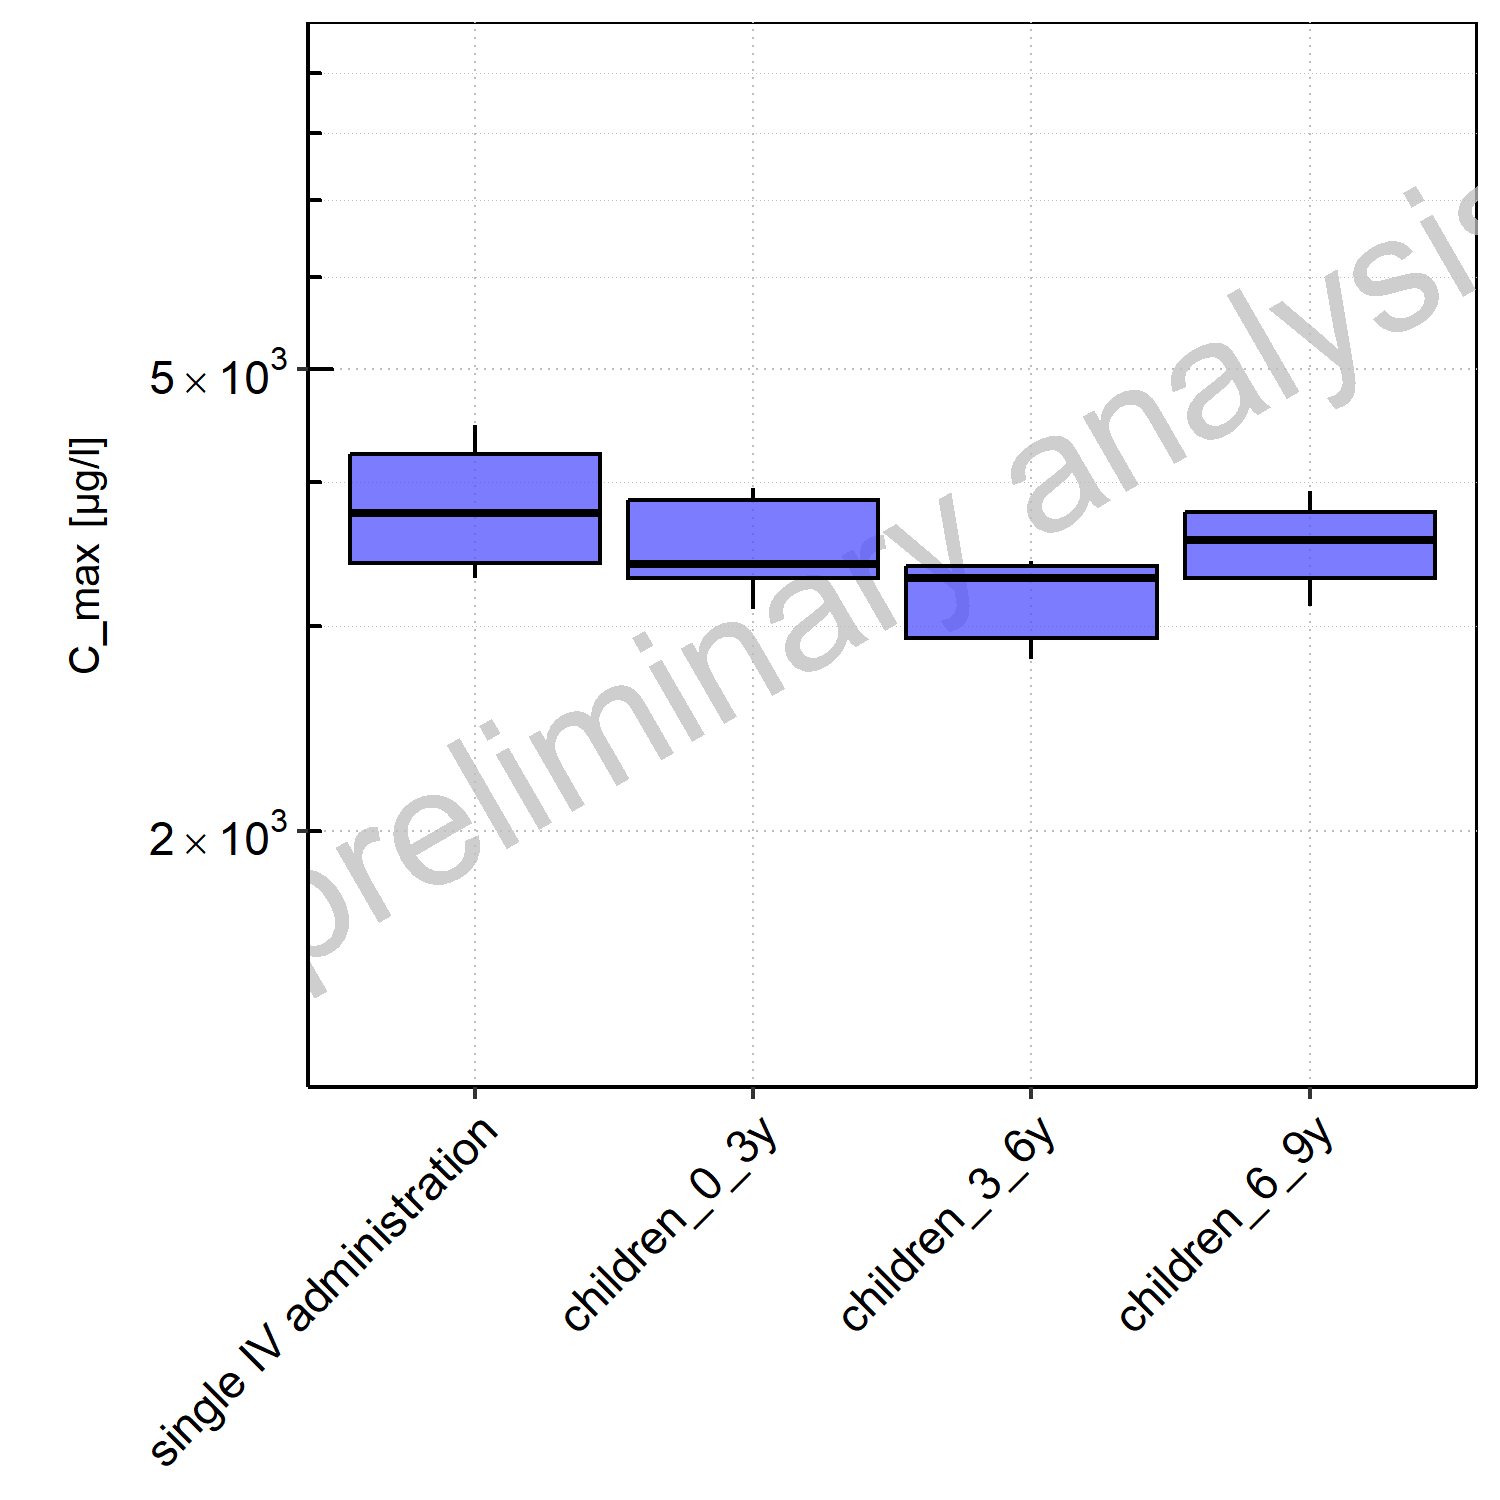 5 × 10³
C_max [µg/l]
2 × 10³
preliminary analysis
single IV administration
children_0_3y
children_3_6y
children_6_9y